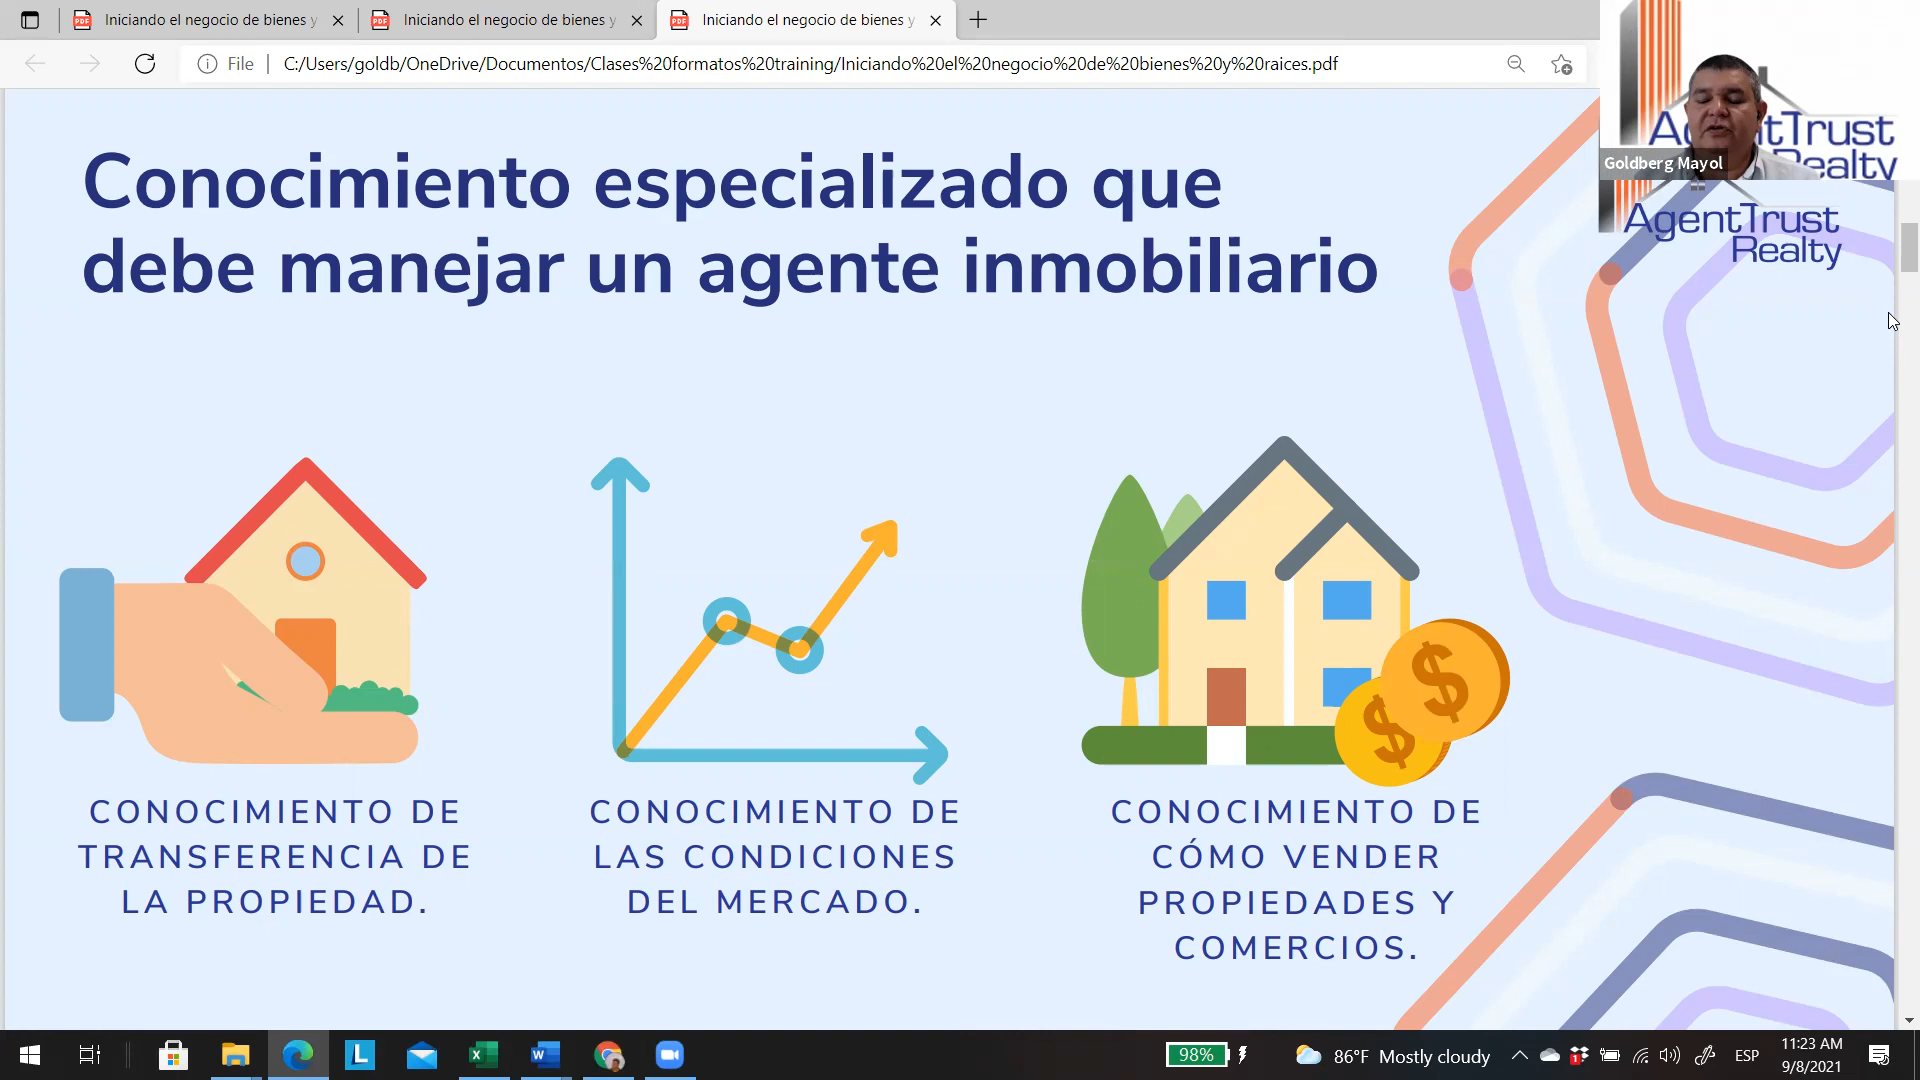 Iniciando el negocio de bienes y
Iniciando el negocio de bienes y
Iniciando el negocio de bienes y
File
C:/Users/goldb/OneDrive/Documentos/Clases%20formatos%20training/Iniciando%20el%20negocio%20de%20bienes%20y%20raices.pdf
Goldberg Mayol
AgentTrust
Realty
Conocimiento especializado que
debe manejar un agente inmobiliario
$
$
CONOCIMIENTO DE
TRANSFERENCIA DE
LA PROPIEDAD.
CONOCIMIENTO DE
LAS CONDICIONES
DEL MERCADO.
CONOCIMIENTO DE
CÓMO VENDER
PROPIEDADES Y
COMERCIOS.
98%
86°F Mostly cloudy
ESP
11:23 AM
9/8/2021